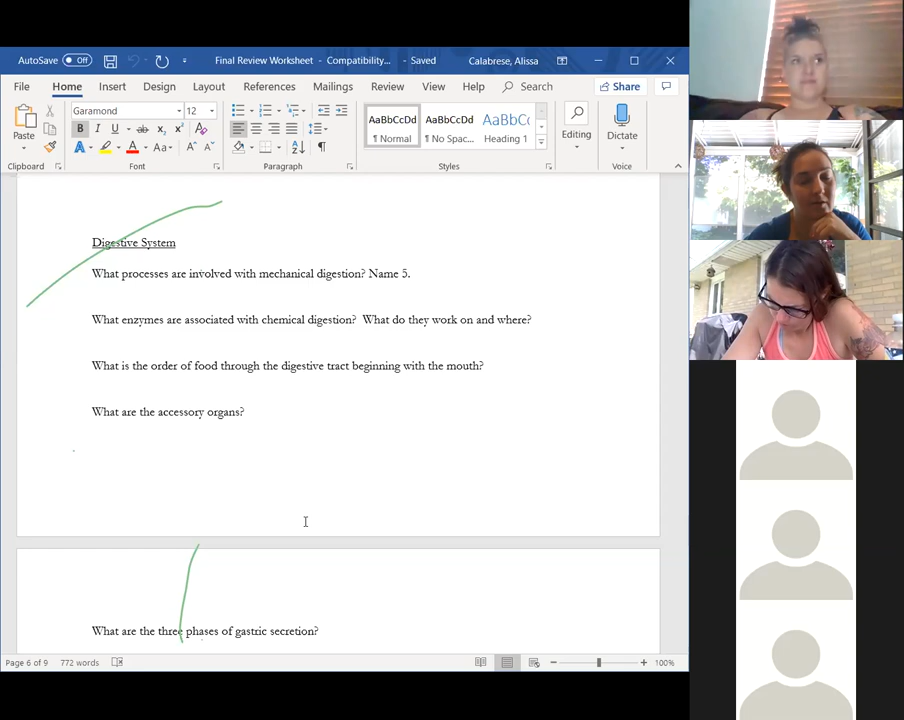 AutoSave Off Final Review Worksheet - Compatibility... - Saved Calabrese, Alissa
File Home Insert Design Layout References Mailings Review View Help Search Share
Garamond 12
AaBbCcDd AaBbCcDd AaBbCc
Paste B I U ab x₂ x² ¶ Normal ¶ No Spac... Heading 1 Editing Dictate
A A Aa A A
Clipboard Font Paragraph Styles Voice
Digestive System
What processes are involved with mechanical digestion? Name 5.
What enzymes are associated with chemical digestion? What do they work on and where?
What is the order of food through the digestive tract beginning with the mouth?
What are the accessory organs?
What are the three phases of gastric secretion?
Page 6 of 9 772 words 100%